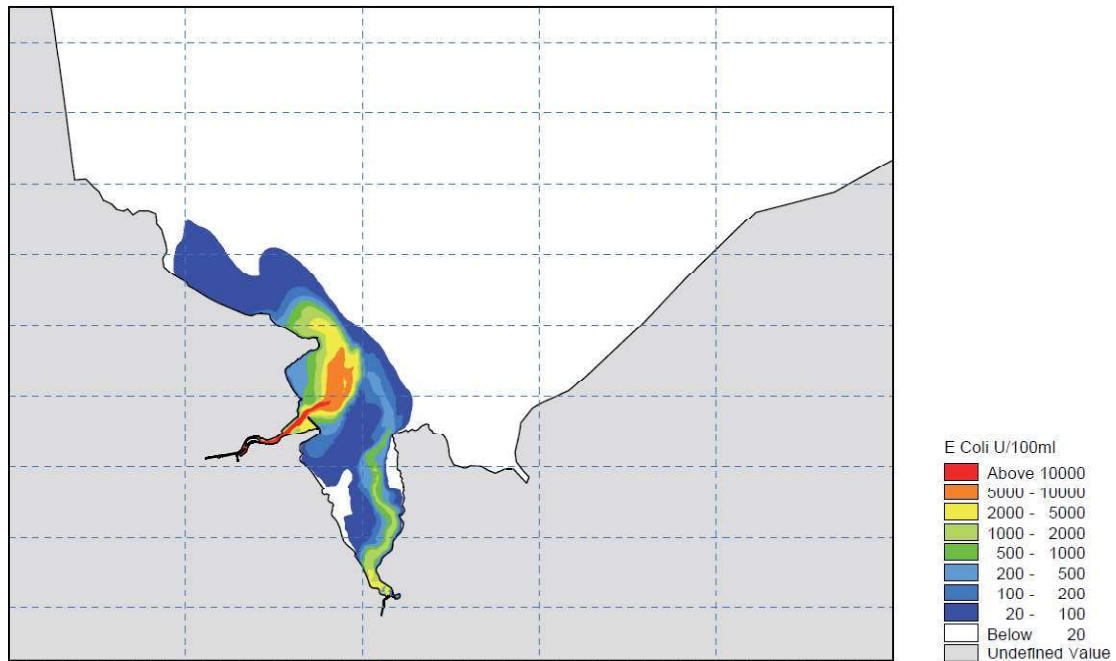 E Coli U/100ml
Above 10000
5000 - 10000
2000 - 5000
1000 - 2000
500 - 1000
200 - 500
100 - 200
20 - 100
Below 20
Undefined Value